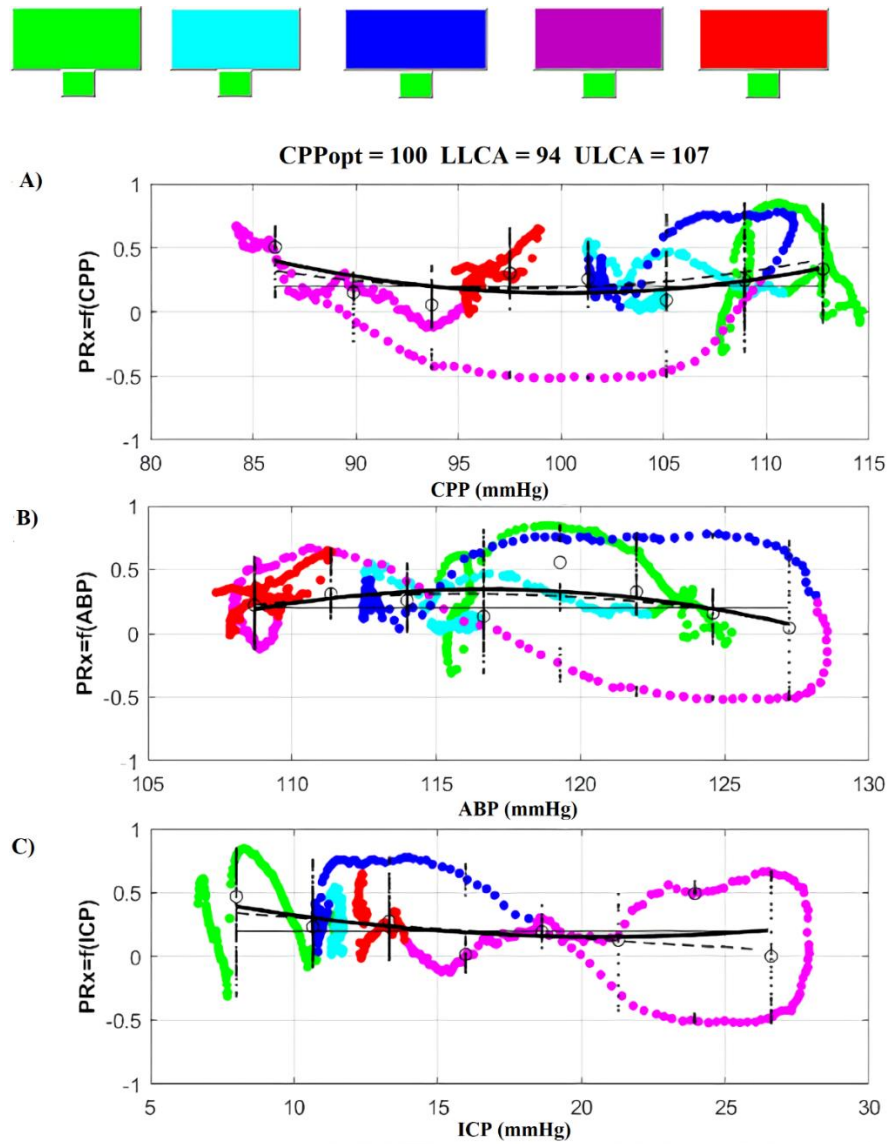 CPPopt = 100 LLCA = 94 ULCA = 107
A)
PRx=f(CPP)
1
0.5
0
-0.5
-1
80 85 90 95 100 105 110 115
CPP (mmHg)
B)
PRx=f(ABP)
1
0.5
0
-0.5
-1
105 110 115 120 125 130
ABP (mmHg)
C)
PRx=f(ICP)
1
0.5
0
-0.5
-1
5 10 15 20 25 30
ICP (mmHg)